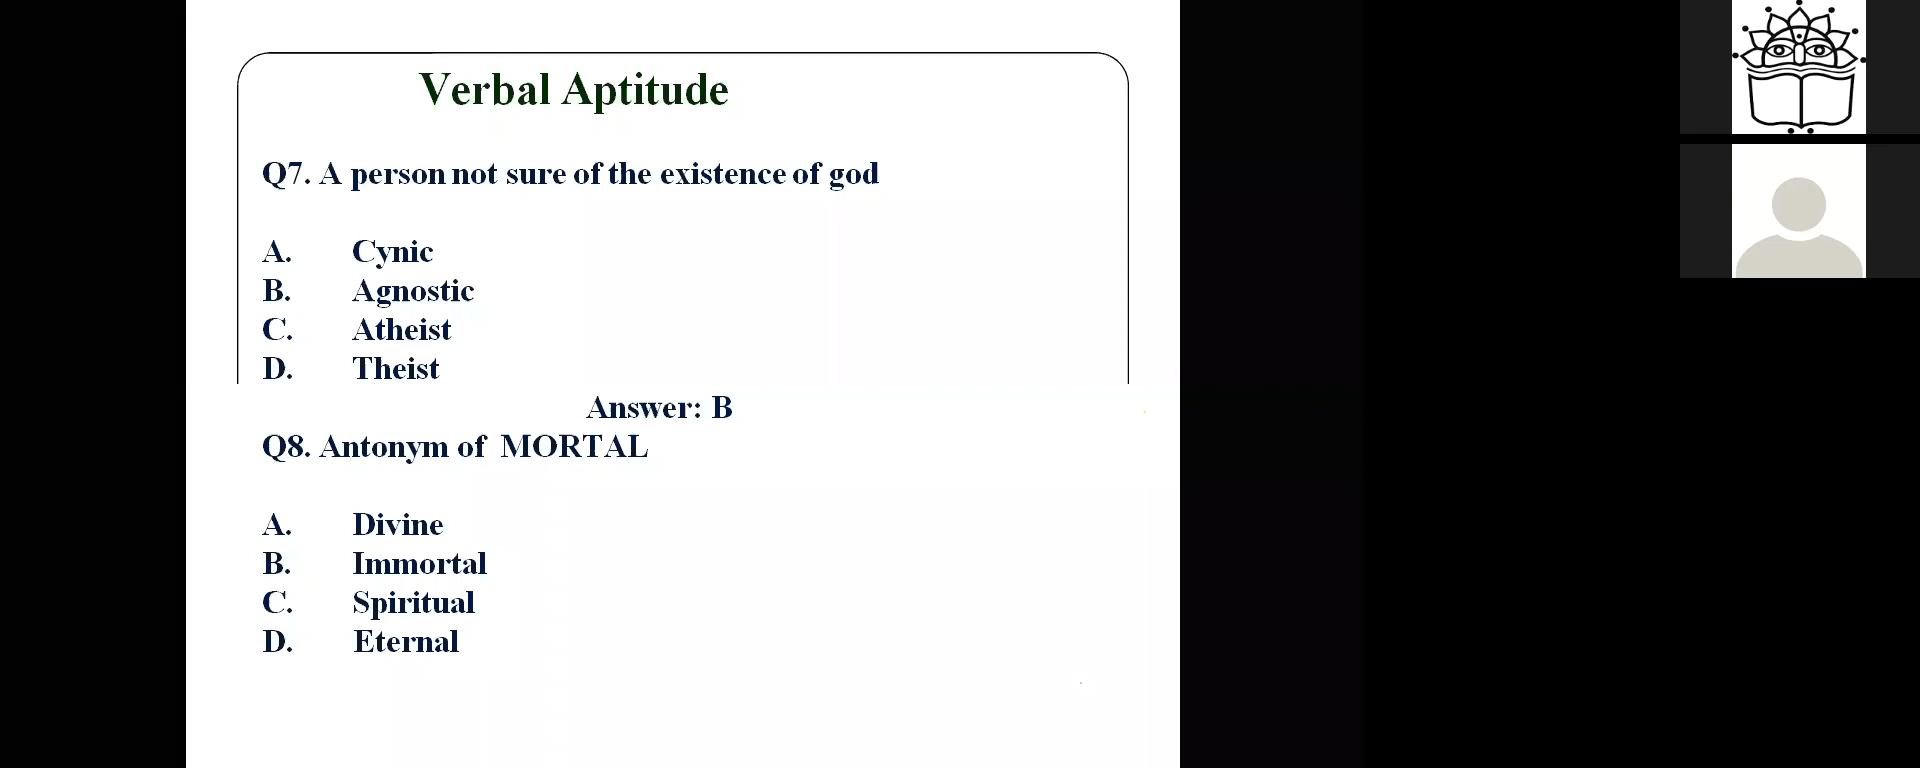 Verbal Aptitude
Q7. A person not sure of the existence of god
A. Cynic
B. Agnostic
C. Atheist
D. Theist
Answer: B
Q8. Antonym of MORTAL
A. Divine
B. Immortal
C. Spiritual
D. Eternal